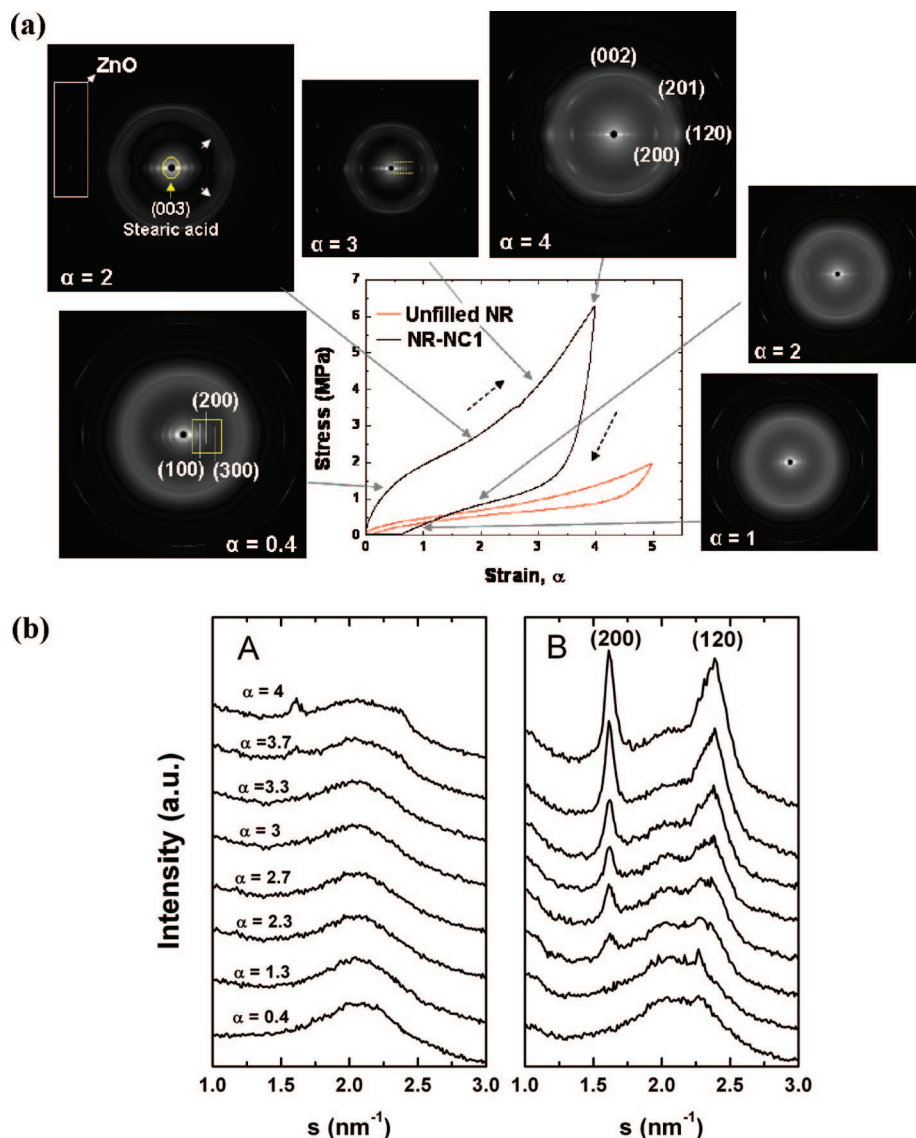 (a)
ZnO
(003)
Stearic acid
α = 2
α = 3
(002)
(201)
(120)
(200)
α = 4
α = 2
α = 1
(200)
(100)
(300)
α = 0.4
Unfilled NR
NR-NC1
Stress (MPa)
7
6
5
4
3
2
1
0
0 1 2 3 4 5
Strain, α
(b)
A
α = 4
α =3.7
α =3.3
α = 3
α = 2.7
α = 2.3
α = 1.3
α = 0.4
B
(200)
(120)
Intensity (a.u.)
1.0 1.5 2.0 2.5 3.0
1.0 1.5 2.0 2.5 3.0
s (nm⁻¹)
s (nm⁻¹)